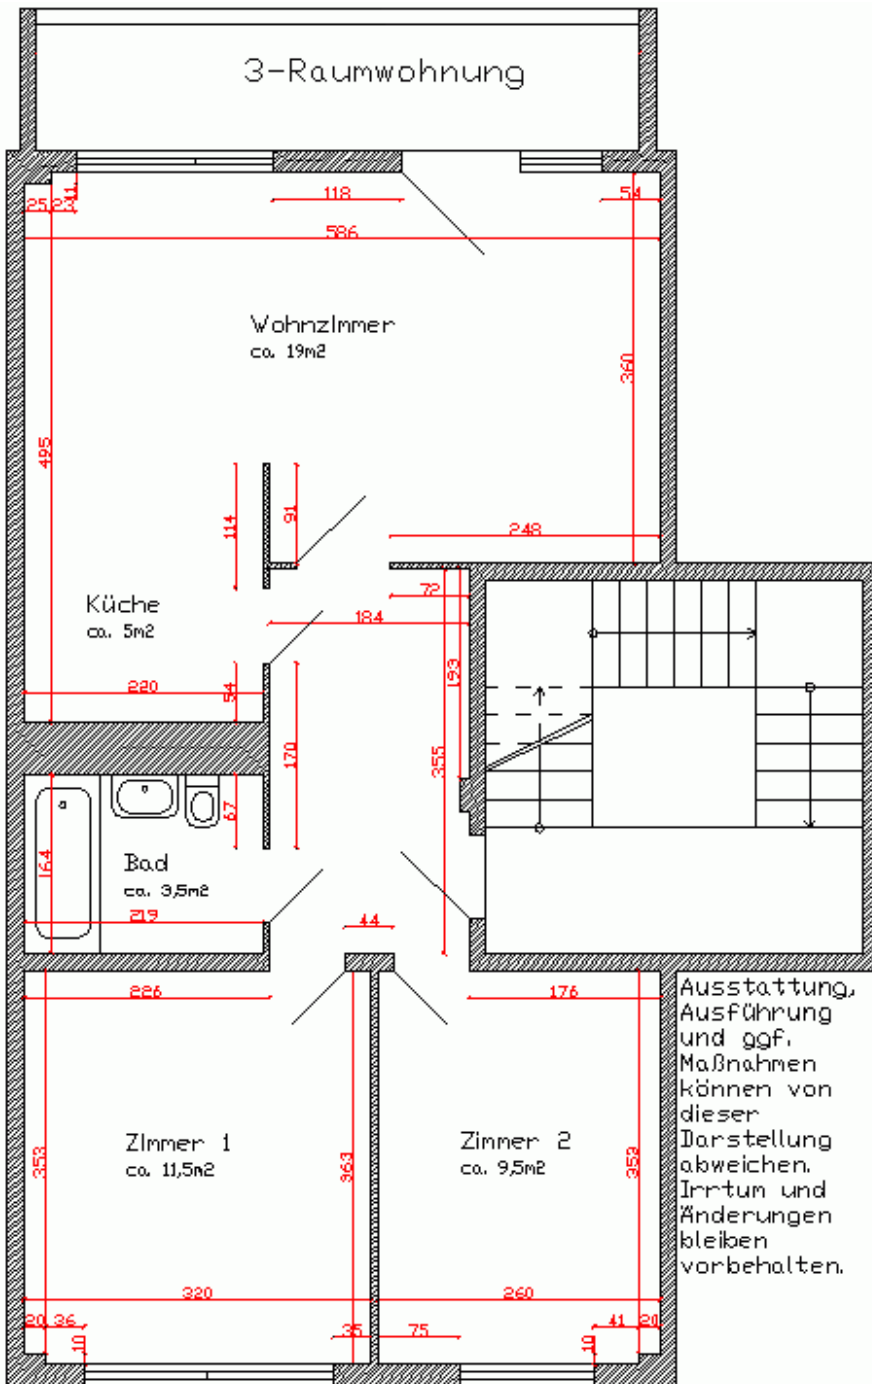 3-Raumwohnung
11
25 23
118
54
586
Wohnzimmer
ca. 19m2
360
495
114
91
248
Küche
ca. 5m2
72
184
193
220
54
170
355
67
164
Bad
ca. 3,5m2
219
44
226
176
Ausstattung,
Ausführung
und ggf.
Maßnahmen
können von
dieser
Darstellung
abweichen.
Irrtum und
Änderungen
bleiben
vorbehalten.
353
Zimmer 1
ca. 11,5m2
363
Zimmer 2
ca. 9,5m2
353
320
260
20 36
10
35
75
41 20
10